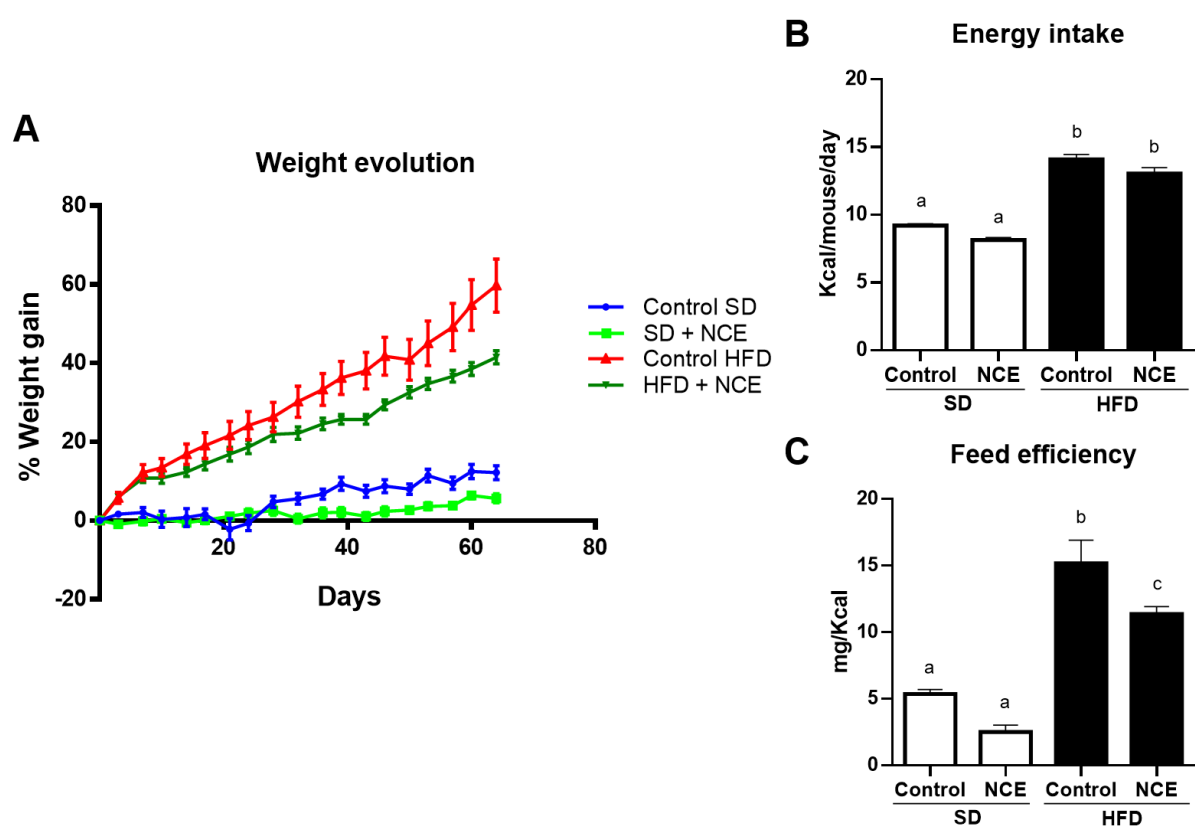 A
Weight evolution
% Weight gain
80
60
40
20
0
-20
20
40
60
80
Days
Control SD
SD + NCE
Control HFD
HFD + NCE
B
Energy intake
Kcal/mouse/day
20
15
10
5
0
a
a
b
b
Control NCE Control NCE
SD HFD
C
Feed efficiency
mg/Kcal
20
15
10
5
0
a
a
b
c
Control NCE Control NCE
SD HFD